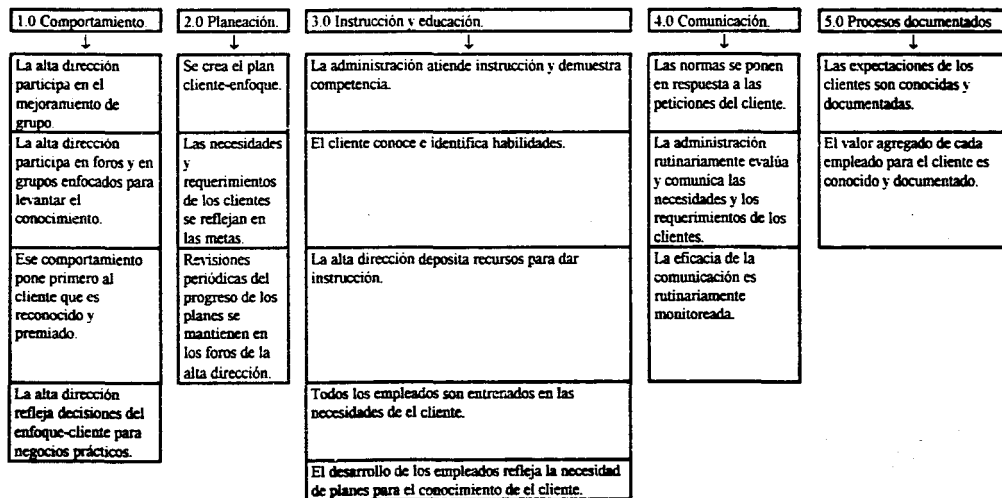 1.0 Comportamiento.
La alta dirección
participa en el
mejoramiento de
grupo.
La alta dirección
participa en foros y en
grupos enfocados para
levantar el
conocimiento.
Ese comportamiento
pone primero al
cliente que es
reconocido y
premiado.
La alta dirección
refleja decisiones del
enfoque-cliente para
negocios prácticos.
2.0 Planeación.
Se crea el plan
cliente-enfoque.
Las necesidades
y
requerimientos
de los clientes
se reflejan en
las metas.
Revisiones
periódicas del
progreso de los
planes se
mantienen en
los foros de la
alta dirección.
3.0 Instrucción y educación.
La administración atiende instrucción y demuestra
competencia.
El cliente conoce e identifica habilidades.
La alta dirección deposita recursos para dar
instrucción.
Todos los empleados son entrenados en las
necesidades de el cliente.
El desarrollo de los empleados refleja la necesidad
de planes para el conocimiento de el cliente.
4.0 Comunicación.
Las normas se ponen
en respuesta a las
peticiones del cliente.
La administración
rutinariamente evalúa
y comunica las
necesidades y los
requerimientos de los
clientes.
La eficacia de la
comunicación es
rutinariamente
monitoreada.
5.0 Procesos documentados
Las expectaciones de los
clientes son conocidas y
documentadas.
El valor agregado de cada
empleado para el cliente es
conocido y documentado.